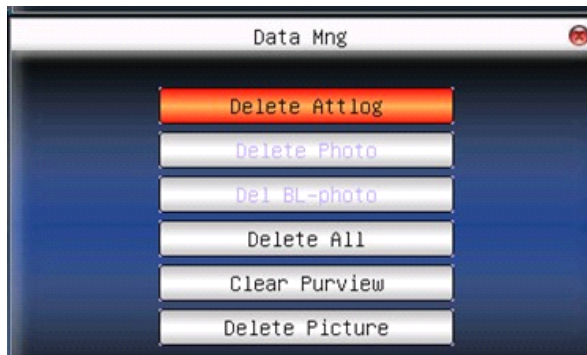 Data Mng
Delete Attlog
Delete Photo
Del BL-photo
Delete All
Clear Purview
Delete Picture